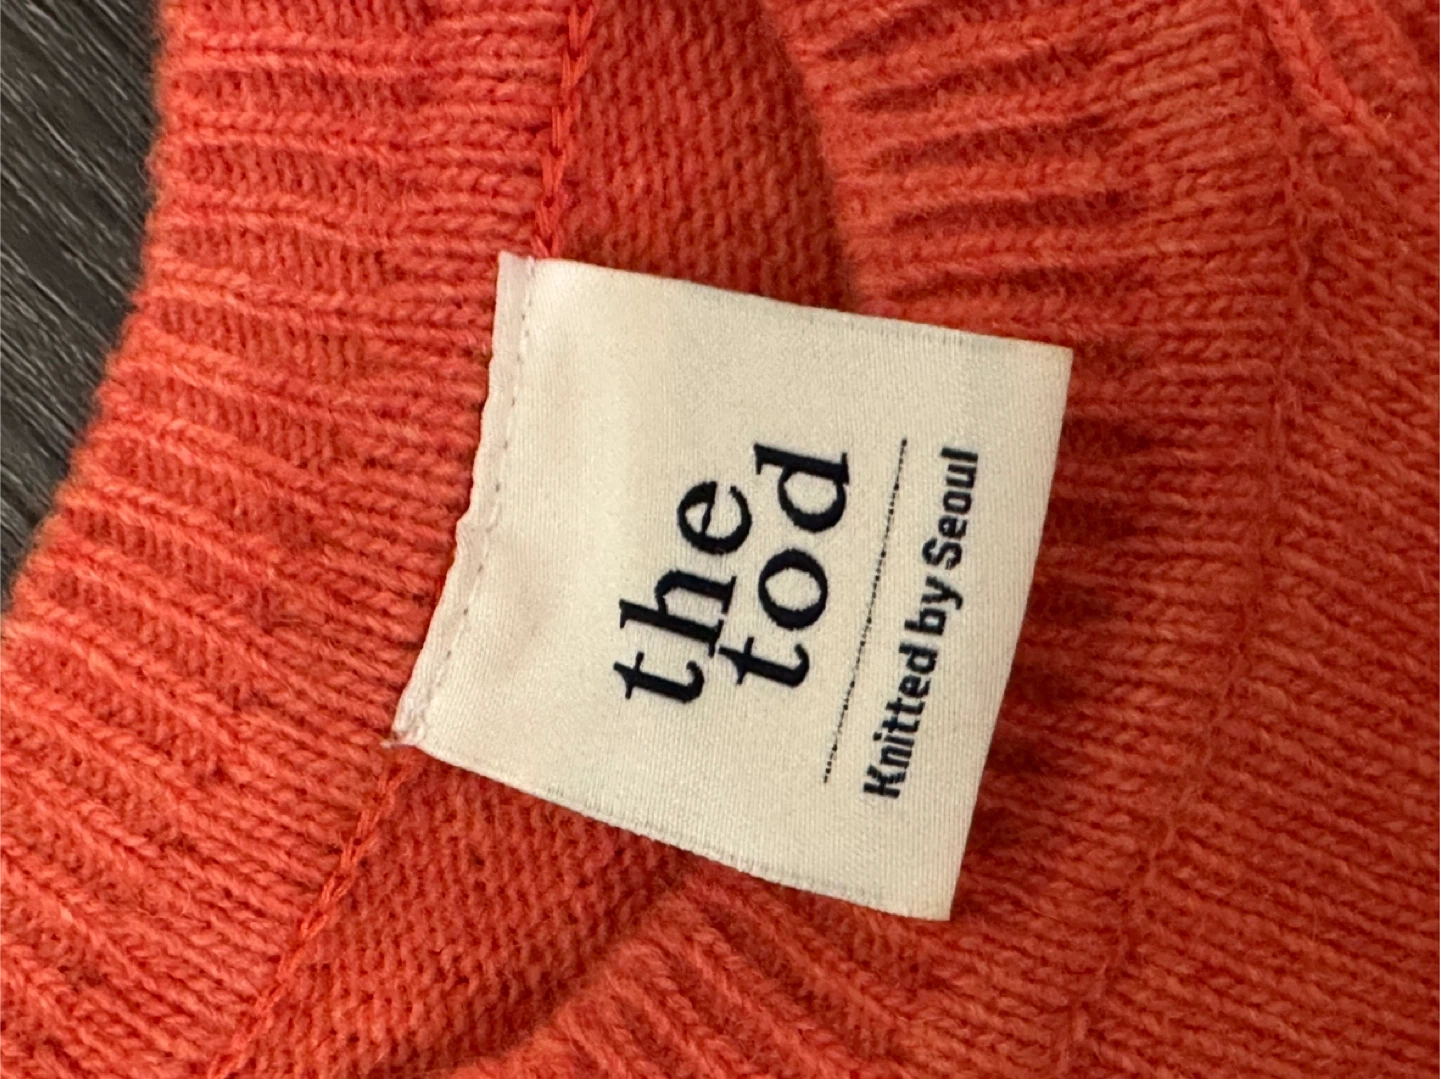 the
tod
Knitted by Seoul